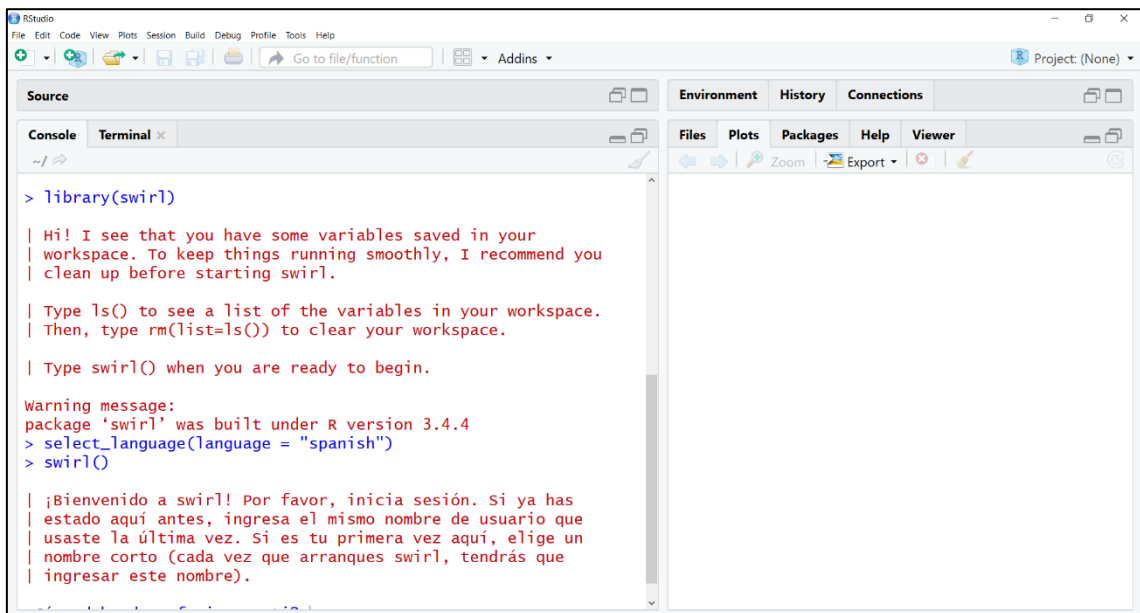 RStudio
File Edit Code View Plots Session Build Debug Profile Tools Help
Go to file/function Addins Project: (None)
Source
Environment History Connections
Console Terminal
Files Plots Packages Help Viewer
~/
Zoom Export
> library(swirl)
| Hi! I see that you have some variables saved in your
| workspace. To keep things running smoothly, I recommend you
| clean up before starting swirl.
| Type ls() to see a list of the variables in your workspace.
| Then, type rm(list=ls()) to clear your workspace.
| Type swirl() when you are ready to begin.
Warning message:
package ‘swirl’ was built under R version 3.4.4
> select_language(language = "spanish")
> swirl()
| ¡Bienvenido a swirl! Por favor, inicia sesión. Si ya has
| estado aquí antes, ingresa el mismo nombre de usuario que
| usaste la última vez. Si es tu primera vez aquí, elige un
| nombre corto (cada vez que arranques swirl, tendrás que
| ingresar este nombre).